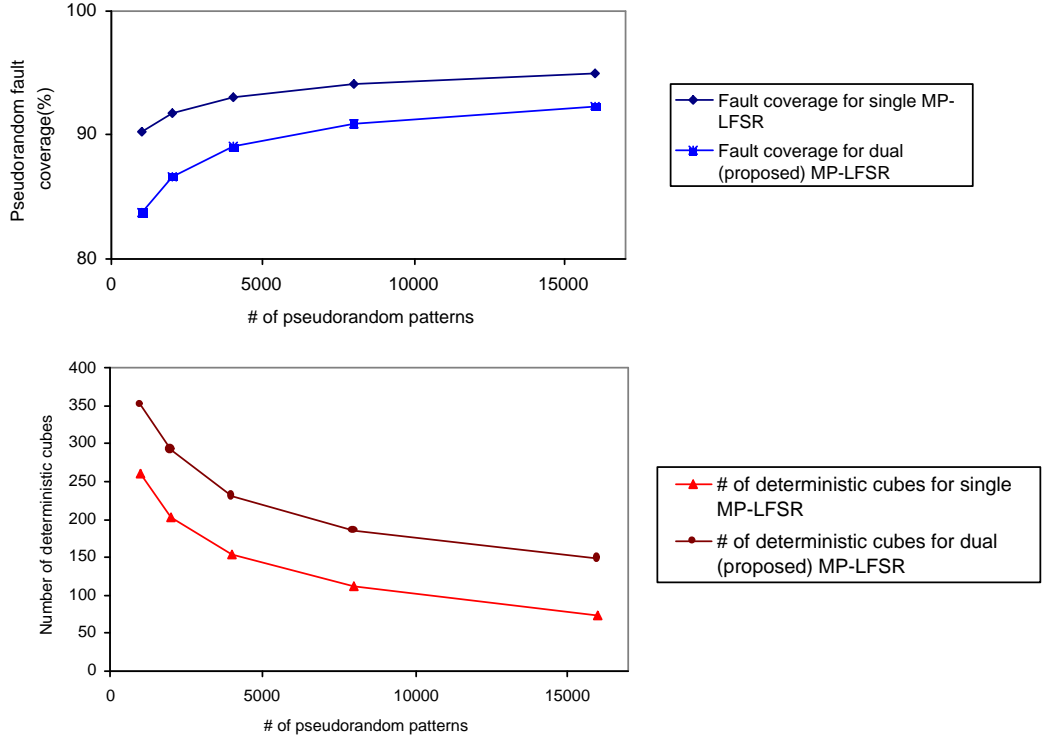 100
90
80
Pseudorandom fault
coverage(%)
0
5000
10000
15000
# of pseudorandom patterns
Fault coverage for single MP-
LFSR
Fault coverage for dual
(proposed) MP-LFSR
400
350
300
250
200
150
100
50
0
Number of deterministic cubes
0
5000
10000
15000
# of pseudorandom patterns
# of deterministic cubes for single
MP-LFSR
# of deterministic cubes for dual
(proposed) MP-LFSR